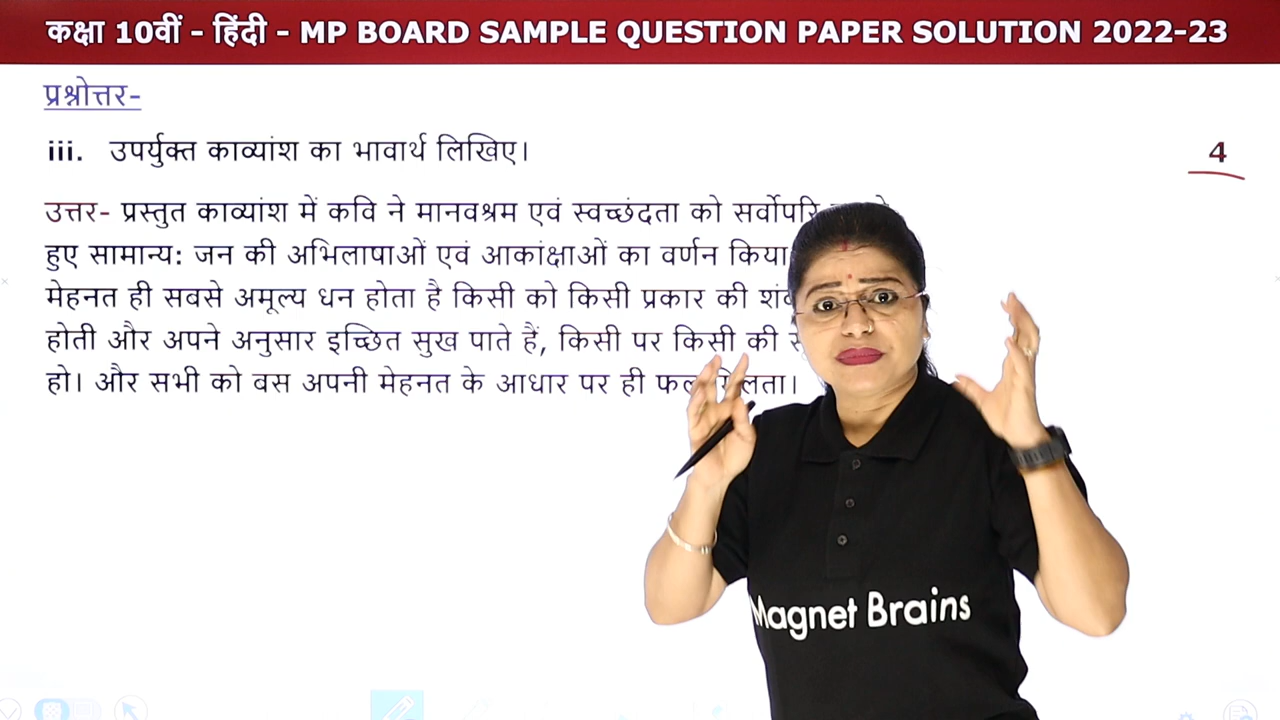 कक्षा 10वीं - हिंदी - MP BOARD SAMPLE QUESTION PAPER SOLUTION 2022-23
प्रश्नोत्तर-
iii. उपर्युक्त काव्यांश का भावार्थ लिखिए।
4
उत्तर- प्रस्तुत काव्यांश में कवि ने मानवश्रम एवं स्वच्छंदता को सर्वोपरि
हुए सामान्य: जन की अभिलाषाओं एवं आकांक्षाओं का वर्णन किया
मेहनत ही सबसे अमूल्य धन होता है किसी को किसी प्रकार की
होती और अपने अनुसार इच्छित सुख पाते हैं, किसी पर किसी की
हो। और सभी को बस अपनी मेहनत के आधार पर ही
Magnet Brains